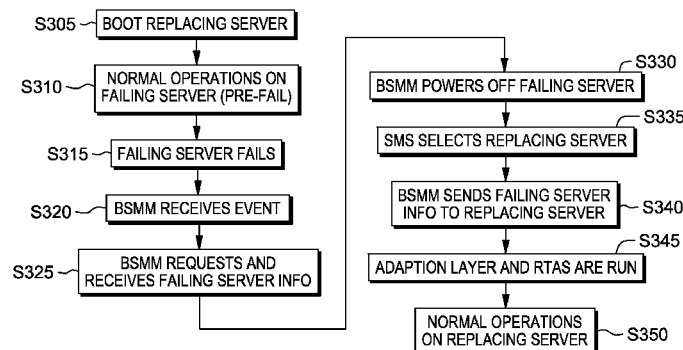 S305
BOOT REPLACING SERVER
S310
NORMAL OPERATIONS ON
FAILING SERVER (PRE-FAIL)
S315
FAILING SERVER FAILS
S320
BSMM RECEIVES EVENT
S325
BSMM REQUESTS AND
RECEIVES FAILING SERVER INFO
S330
BSMM POWERS OFF FAILING SERVER
S335
SMS SELECTS REPLACING SERVER
BSMM SENDS FAILING SERVER
INFO TO REPLACING SERVER
S340
S345
ADAPTION LAYER AND RTAS ARE RUN
NORMAL OPERATIONS
ON REPLACING SERVER
S350